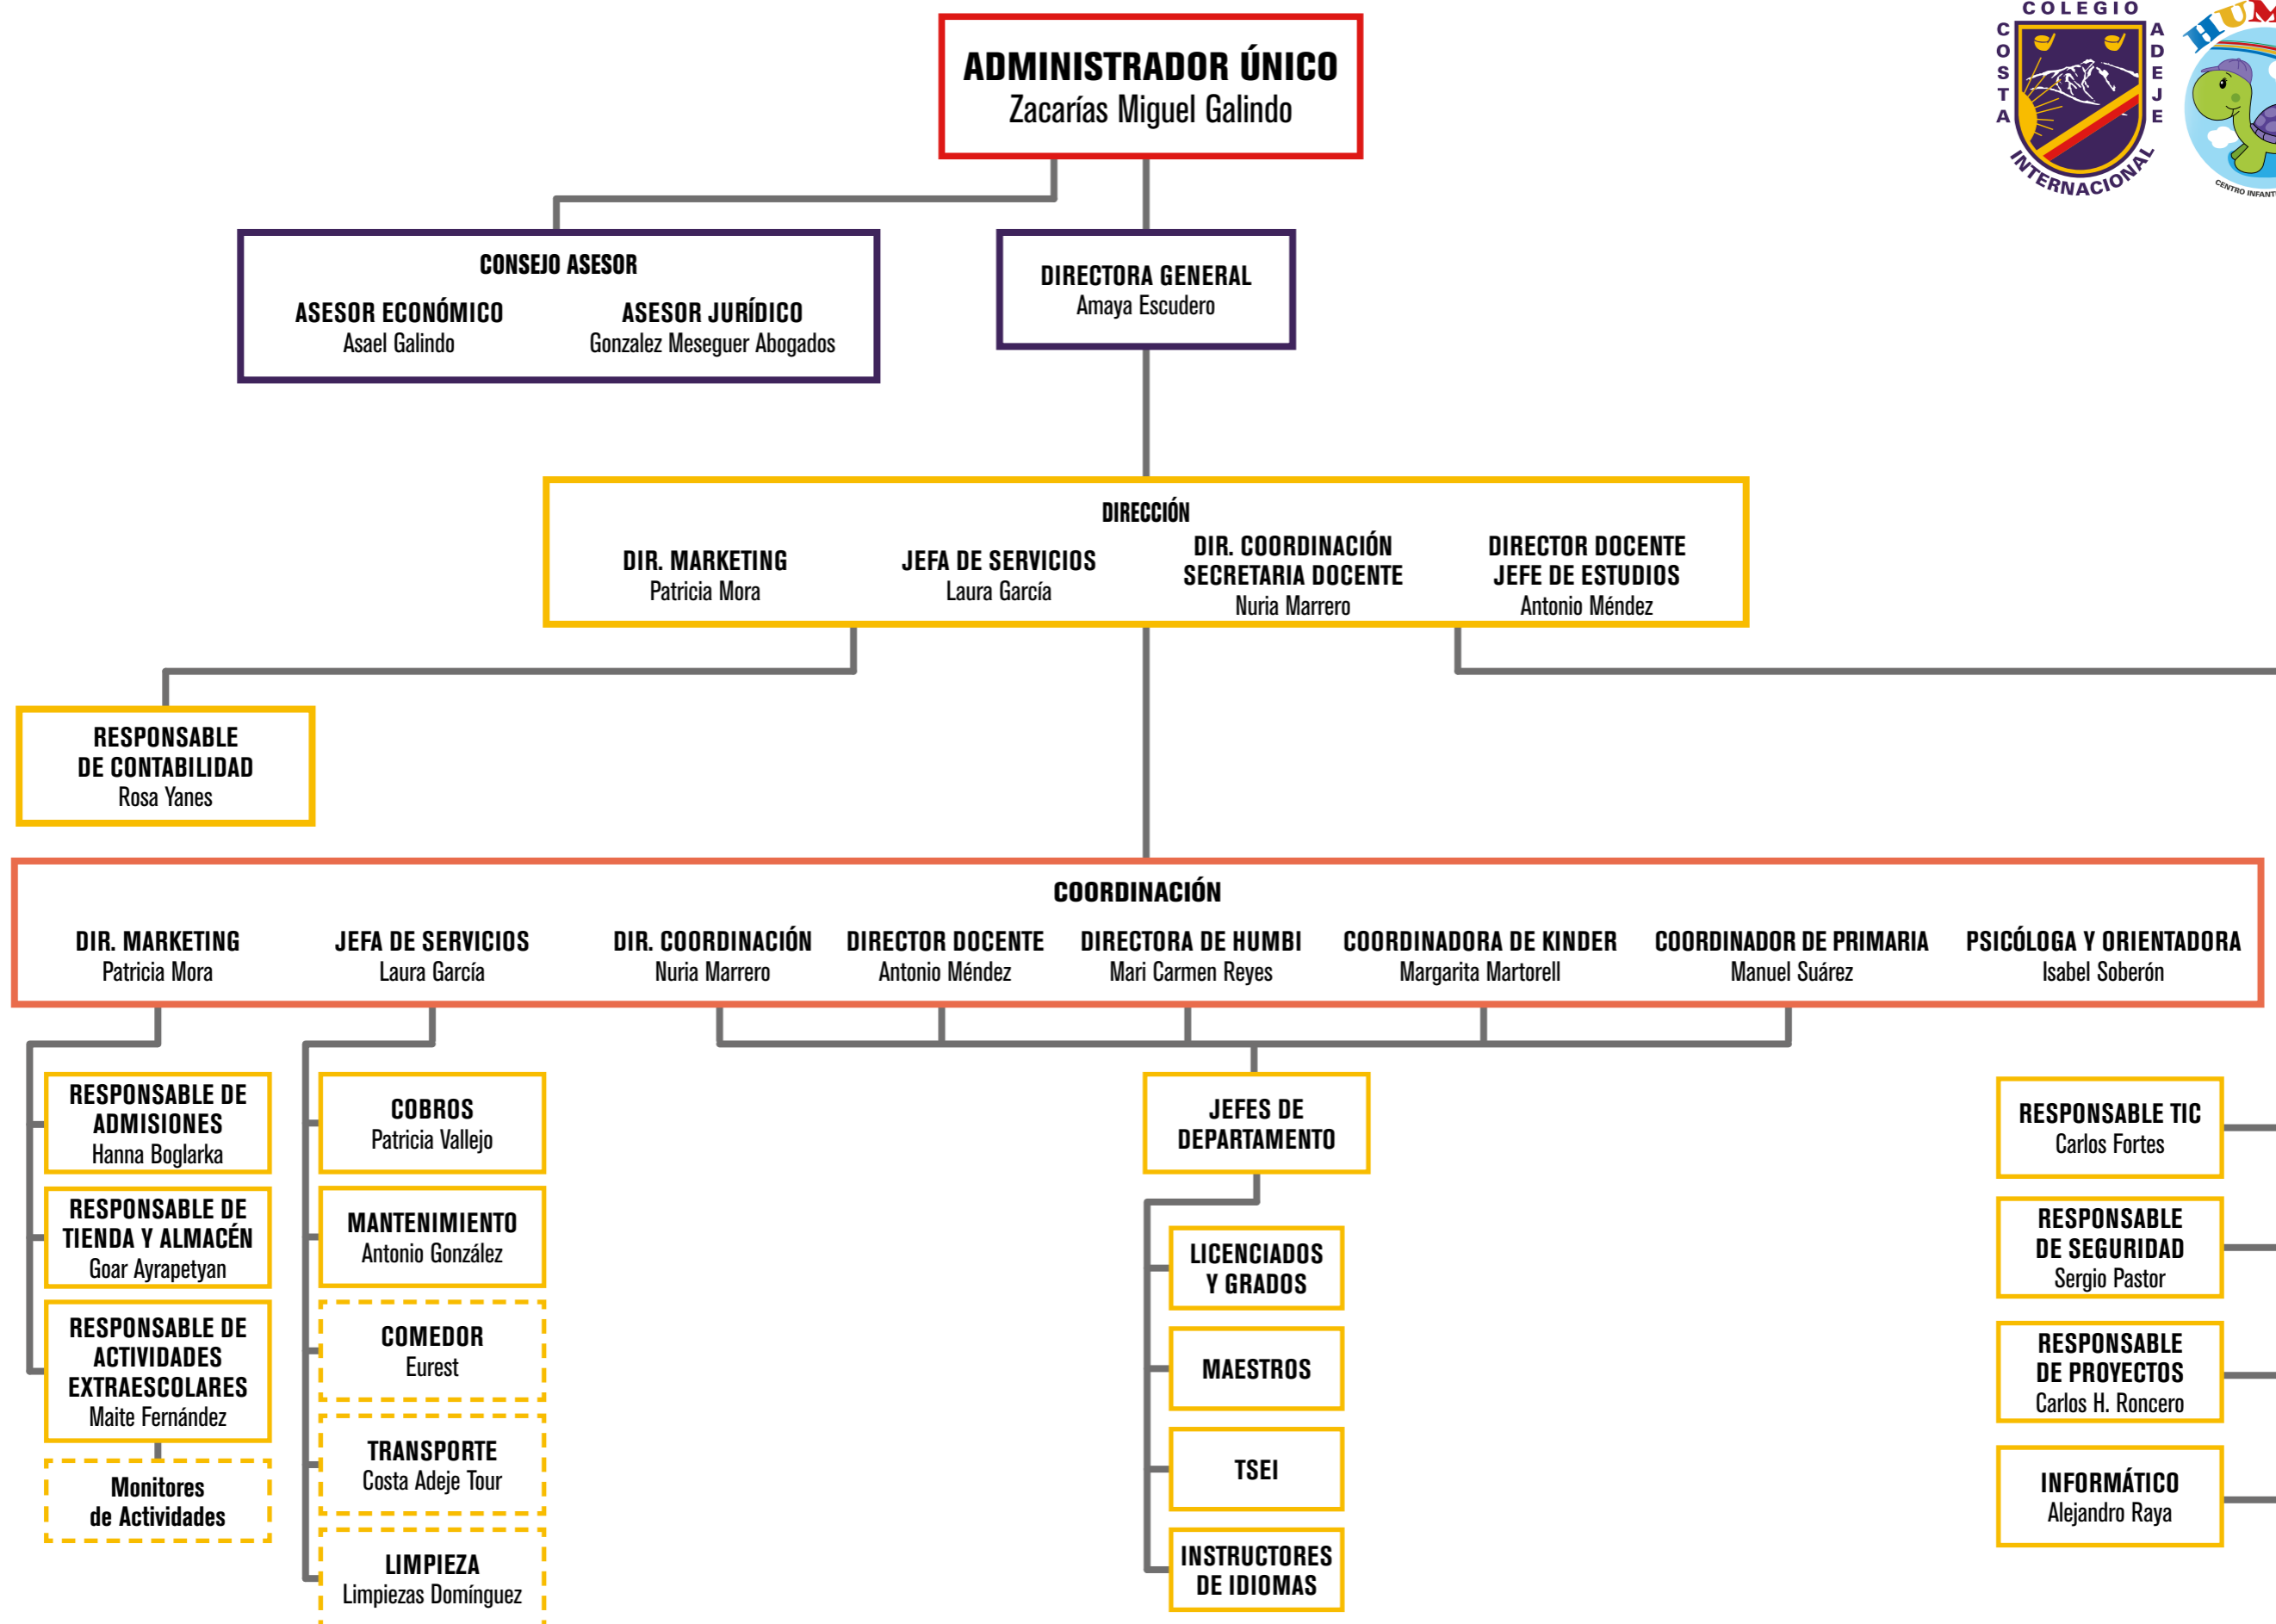 COLEGIO
COSTA
ADEJE
INTERNACIONAL
ADMINISTRADOR ÚNICO
Zacarías Miguel Galindo
CONSEJO ASESOR
ASESOR ECONÓMICO
Asael Galindo
ASESOR JURÍDICO
Gonzalez Meseguer Abogados
DIRECTORA GENERAL
Amaya Escudero
DIRECCIÓN
DIR. MARKETING
Patricia Mora
JEFA DE SERVICIOS
Laura García
DIR. COORDINACIÓN
SECRETARIA DOCENTE
Nuria Marrero
DIRECTOR DOCENTE
JEFE DE ESTUDIOS
Antonio Méndez
RESPONSABLE
DE CONTABILIDAD
Rosa Yanes
COORDINACIÓN
DIR. MARKETING
Patricia Mora
JEFA DE SERVICIOS
Laura García
DIR. COORDINACIÓN
Nuria Marrero
DIRECTOR DOCENTE
Antonio Méndez
DIRECTORA DE HUMBI
Mari Carmen Reyes
COORDINADORA DE KINDER
Margarita Martorell
COORDINADOR DE PRIMARIA
Manuel Suárez
PSICÓLOGA Y ORIENTADORA
Isabel Soberón
RESPONSABLE DE
ADMISIONES
Hanna Boglarka
RESPONSABLE DE
TIENDA Y ALMACÉN
Goar Ayrapetyan
RESPONSABLE DE
ACTIVIDADES
EXTRAESCOLARES
Maite Fernández
Monitores
de Actividades
COBROS
Patricia Vallejo
MANTENIMIENTO
Antonio González
COMEDOR
Eurest
TRANSPORTE
Costa Adeje Tour
LIMPIEZA
Limpiezas Domínguez
JEFES DE
DEPARTAMENTO
LICENCIADOS
Y GRADOS
MAESTROS
TSEI
INSTRUCTORES
DE IDIOMAS
RESPONSABLE TIC
Carlos Fortes
RESPONSABLE
DE SEGURIDAD
Sergio Pastor
RESPONSABLE
DE PROYECTOS
Carlos H. Roncero
INFORMÁTICO
Alejandro Raya